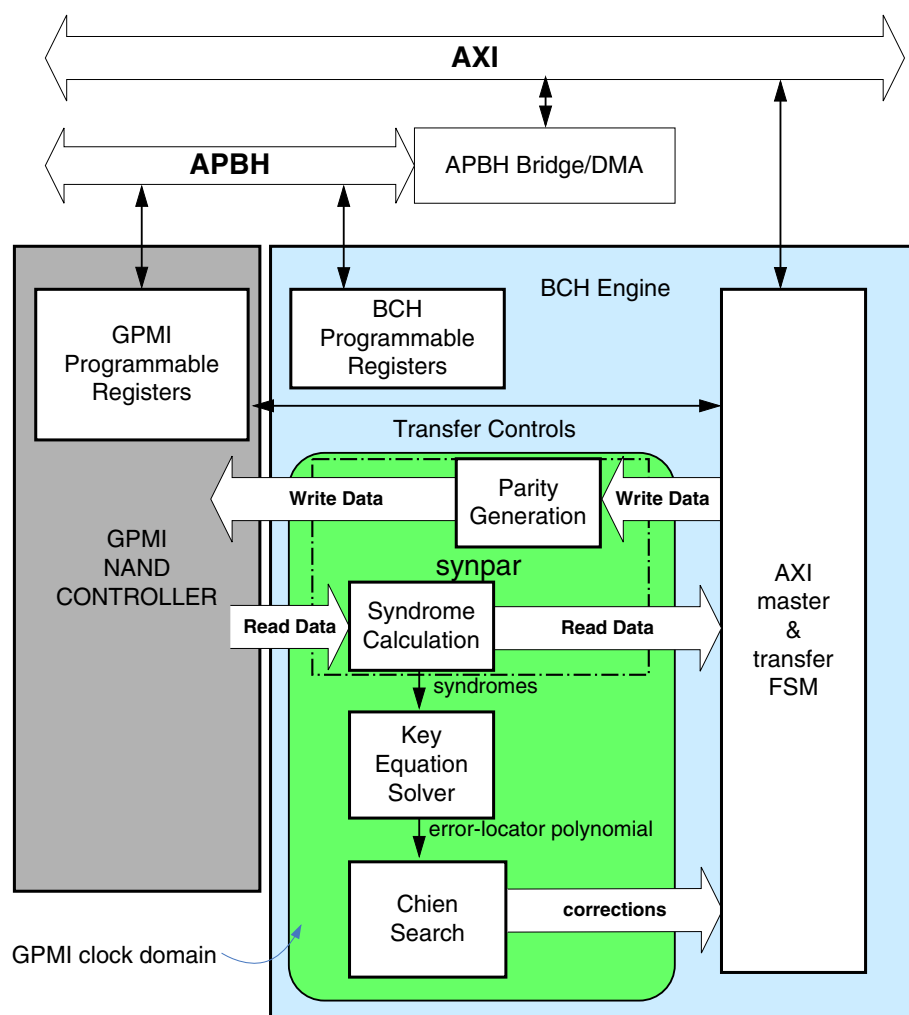 AXI
APBH
APBH Bridge/DMA
BCH Engine
GPMI
Programmable
Registers
BCH
Programmable
Registers
Transfer Controls
Write Data
Parity
Generation
Write Data
synpar
GPMI
NAND
CONTROLLER
Read Data
Syndrome
Calculation
Read Data
AXI
master
&
transfer
FSM
syndromes
Key
Equation
Solver
error-locator polynomial
Chien
Search
corrections
GPMI clock domain